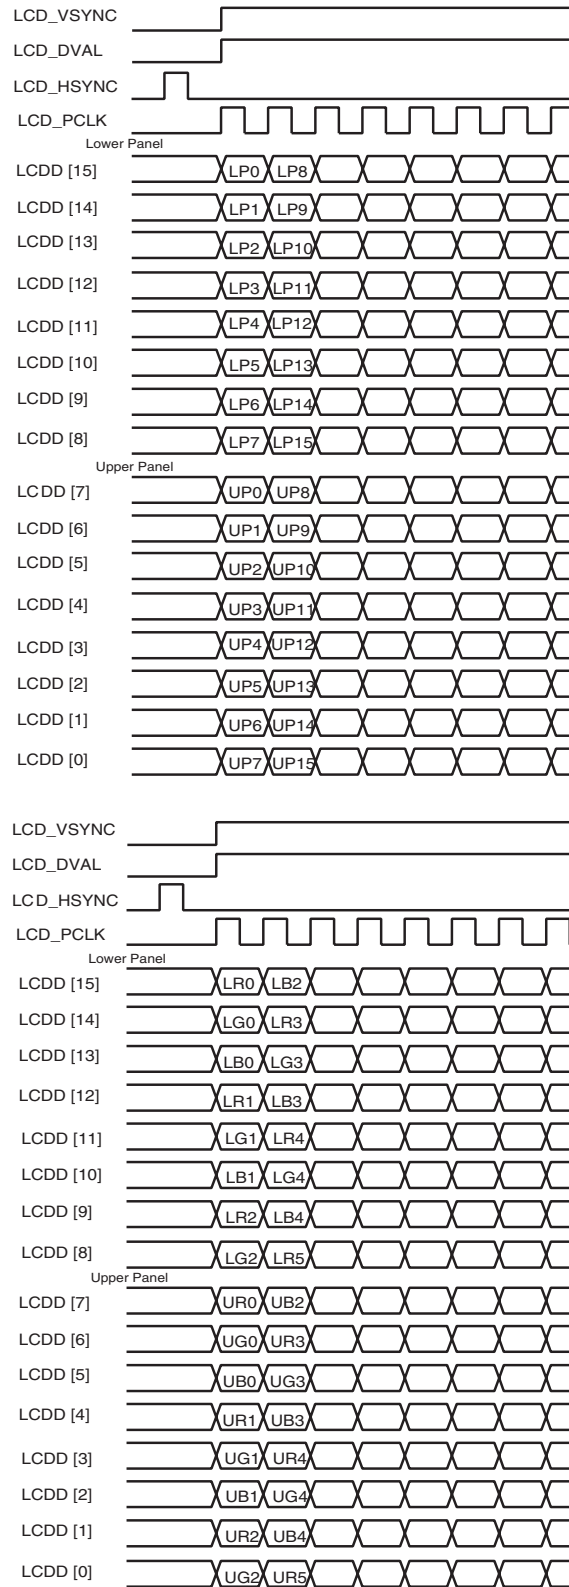 LCD_VSYNC
LCD_DVAL
LCD_HSYNC
LCD_PCLK
Lower Panel
LCDD [15] LP0 LP8
LCDD [14] LP1 LP9
LCDD [13] LP2 LP10
LCDD [12] LP3 LP11
LCDD [11] LP4 LP12
LCDD [10] LP5 LP13
LCDD [9] LP6 LP14
LCDD [8] LP7 LP15
Upper Panel
LCDD [7] UP0 UP8
LCDD [6] UP1 UP9
LCDD [5] UP2 UP10
LCDD [4] UP3 UP11
LCDD [3] UP4 UP12
LCDD [2] UP5 UP13
LCDD [1] UP6 UP14
LCDD [0] UP7 UP15
LCD_VSYNC
LCD_DVAL
LCD_HSYNC
LCD_PCLK
Lower Panel
LCDD [15] LR0 LB2
LCDD [14] LG0 LR3
LCDD [13] LB0 LG3
LCDD [12] LR1 LB3
LCDD [11] LG1 LR4
LCDD [10] LB1 LG4
LCDD [9] LR2 LB4
LCDD [8] LG2 LR5
Upper Panel
LCDD [7] UR0 UB2
LCDD [6] UG0 UR3
LCDD [5] UB0 UG3
LCDD [4] UR1 UB3
LCDD [3] UG1 UR4
LCDD [2] UB1 UG4
LCDD [1] UR2 UB4
LCDD [0] UG2 UR5